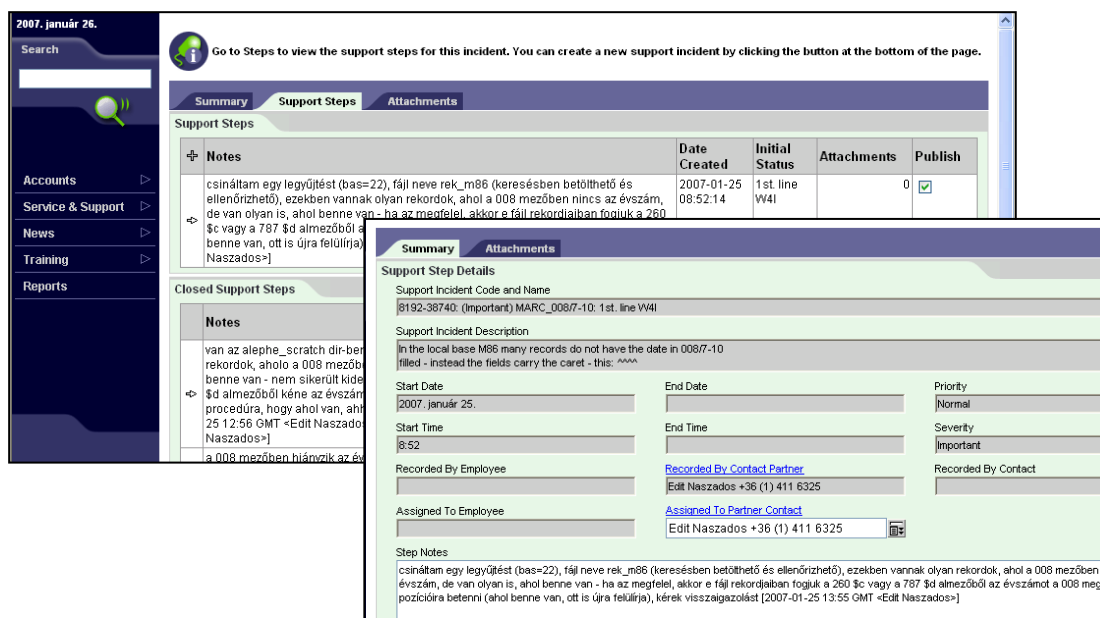 2007. január 26.
Search
Accounts
Service & Support
News
Training
Reports
Go to Steps to view the support steps for this incident. You can create a new support incident by clicking the button at the bottom of the page.
Summary Support Steps Attachments
Support Steps
Notes Date Created Initial Status Attachments Publish
csináltam egy legyűjtést (bas=22), fájl neve rek_m86 (keresésben betölthető és 2007-01-25 1st. line 0
ellenőrizhető), ezekben vannak olyan rekordok, ahol a 008 mezőben nincs az évszám, 08:52:14 W4I
de van olyan is, ahol benne van - ha az megfelel, akkor e fájl rekordjaiban fogjuk a 260
$c vagy a 787 $d almezőből
benne van, ott is újra felülírja)
Naszados>]
Closed Support Steps
Notes
van az alephe_scratch
rekordok, aholo a 008
benne van - nem sikerült
$d almezőből kéne az
procedúra, hogy ahol van,
25 12:56 GMT <Edit
Naszados>]
a 008 mezőben hiányzik az
Summary Attachments
Support Step Details
Support Incident Code and Name
8192-38740: (Important) MARC_008/7-10: 1st. line W4I
Support Incident Description
In the local base M86 many records do not have the date in 008/7-10
filled - instead the fields carry the caret - this: ^^^^
Start Date End Date Priority
2007. január 25. Normal
Start Time End Time Severity
8:52 Important
Recorded By Employee Recorded By Contact Partner Recorded By Contact
Edit Naszados +36 (1) 411 6325
Assigned To Employee Assigned To Partner Contact
Edit Naszados +36 (1) 411 6325
Step Notes
csináltam egy legyűjtést (bas=22), fájl neve rek_m86 (keresésben betölthető és ellenőrizhető), ezekben vannak olyan rekordok, ahol a 008 mezőben
évszám, de van olyan is, ahol benne van - ha az megfelel, akkor e fájl rekordjaiban fogjuk a 260 $c vagy a 787 $d almezőből az évszámot a 008
pozícióira betenni (ahol benne van, ott is újra felülírja), kérek visszaigazolást [2007-01-25 13:55 GMT <Edit Naszados>]